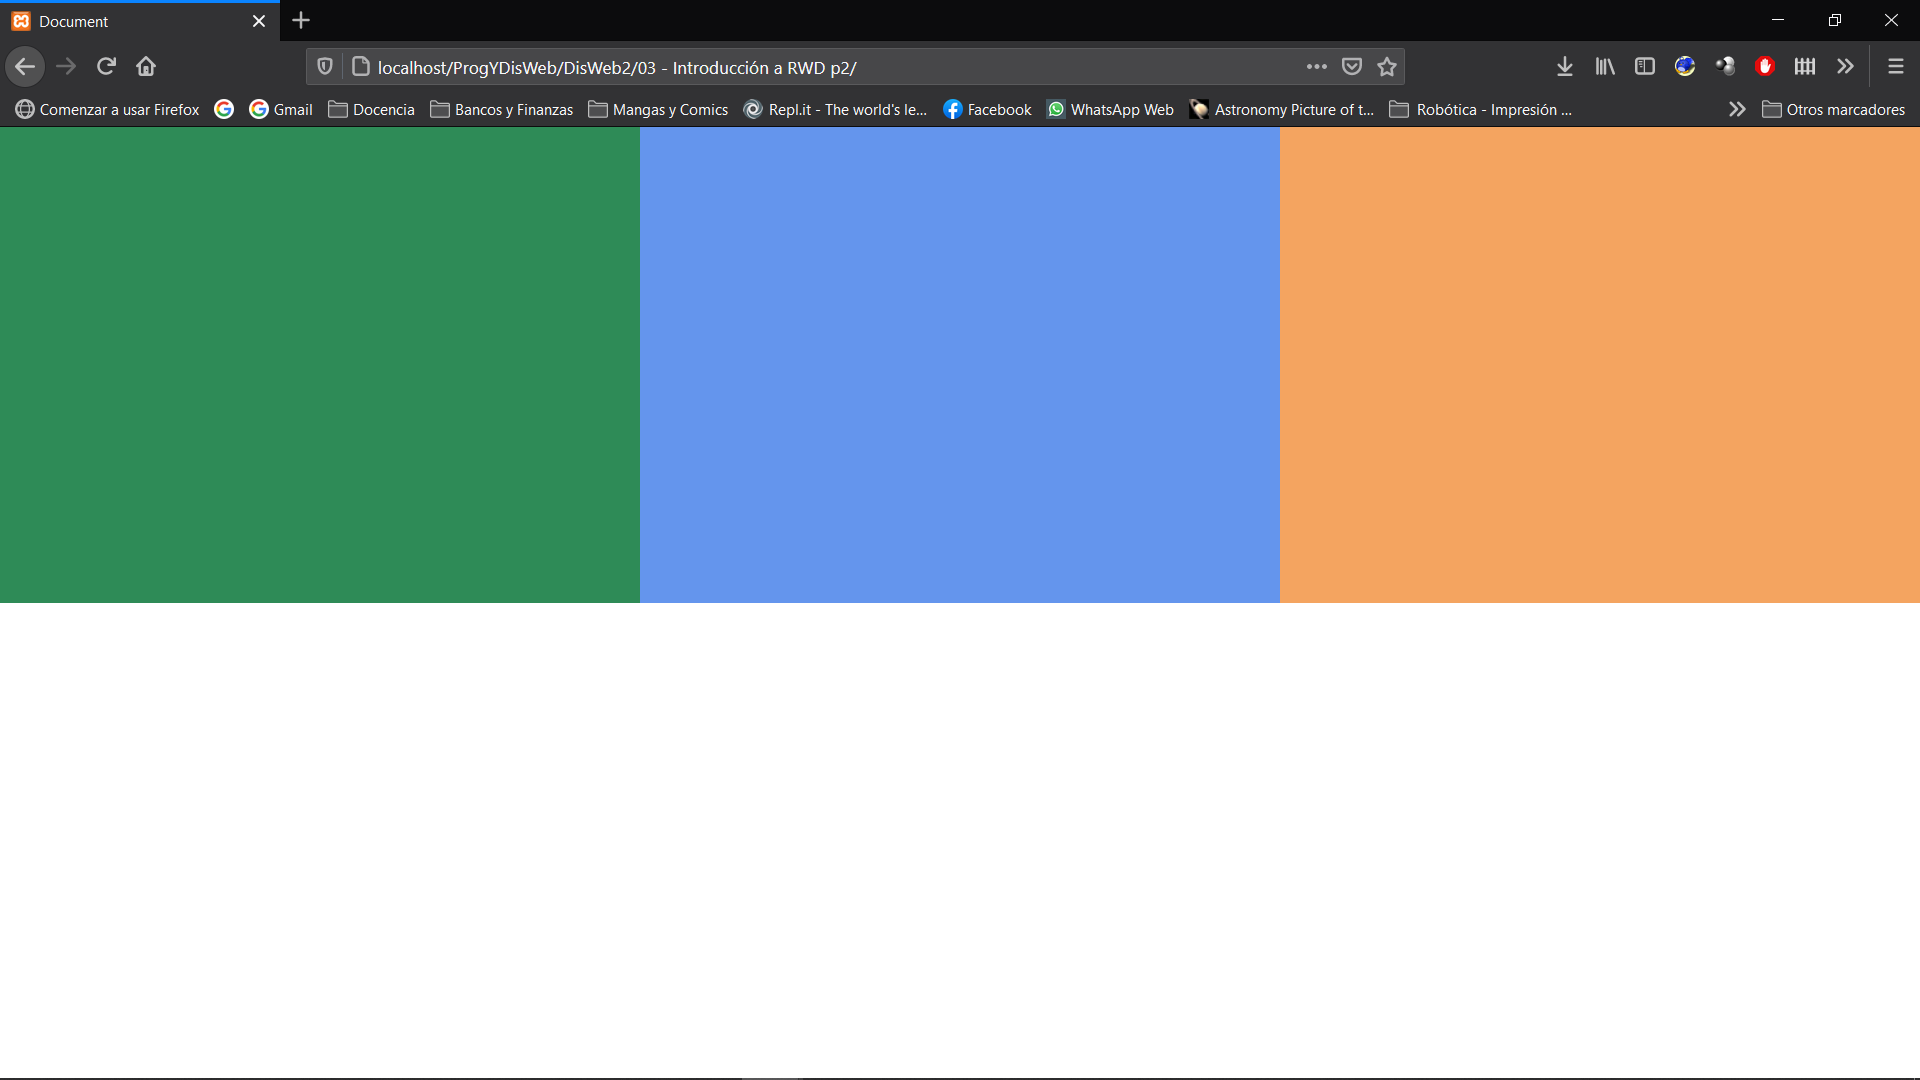 Document
localhost/ProgYDisWeb/DisWeb2/03 - Introducción a RWD p2/
Comenzar a usar Firefox Gmail Docencia Bancos y Finanzas Mangas y Comics Repl.it - The world's le... Facebook WhatsApp Web Astronomy Picture of t... Robótica - Impresión ... Otros marcadores